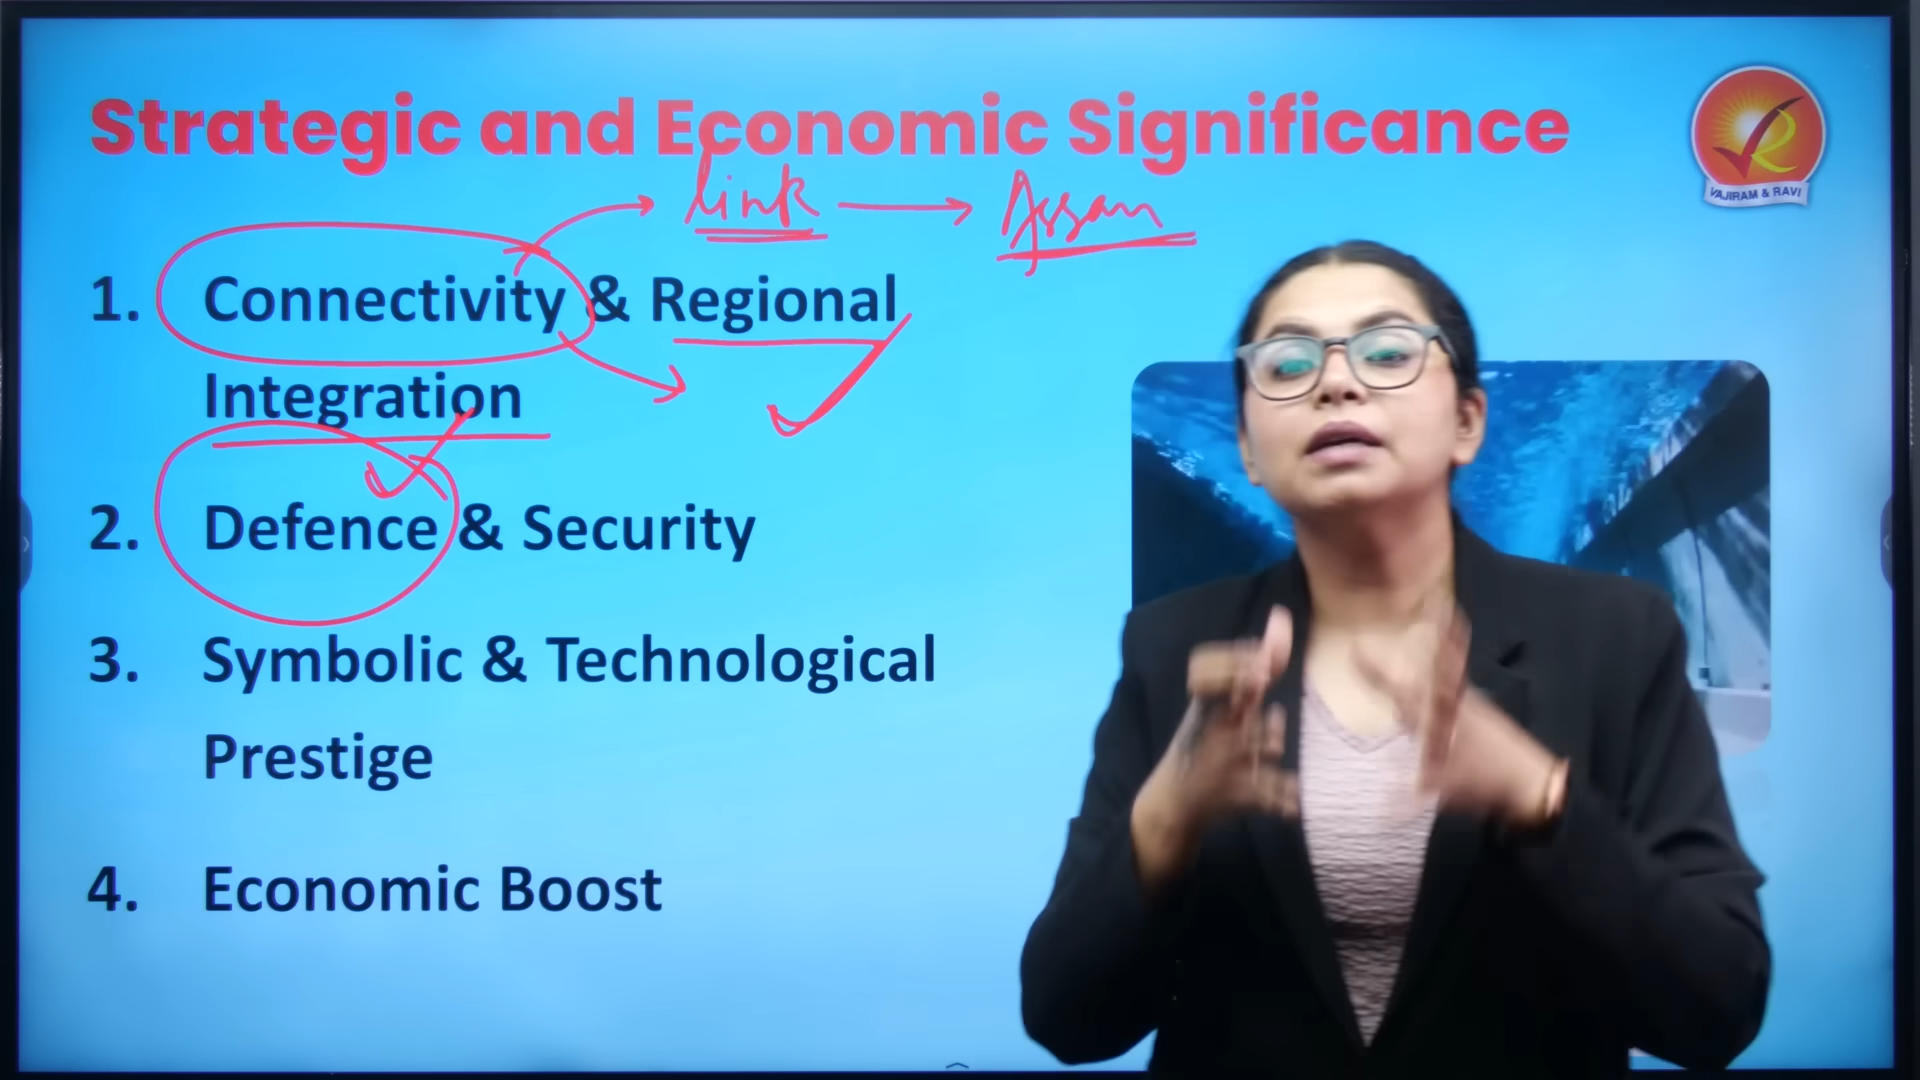 Strategic and Economic Significance
VAJIRAM & RAVI
link → Assam
1. Connectivity & Regional
Integration
2. Defence & Security
3. Symbolic & Technological
Prestige
4. Economic Boost